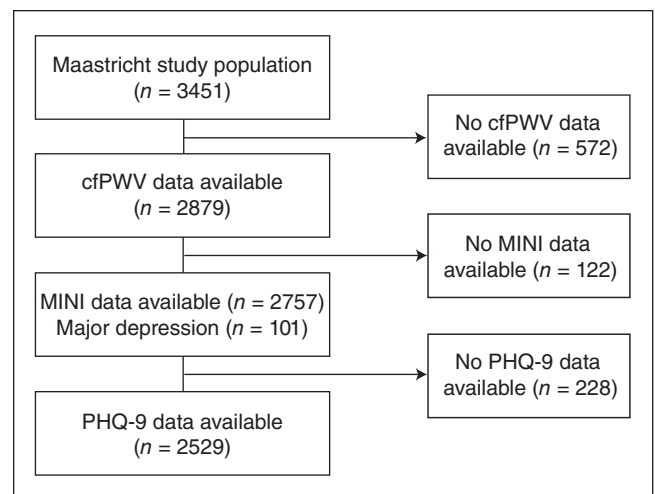 Maastricht study population
(n = 3451)
No cfPWV data
available (n = 572)
cfPWV data available
(n = 2879)
No MINI data
available (n = 122)
MINI data available (n = 2757)
Major depression (n = 101)
No PHQ-9 data
available (n = 228)
PHQ-9 data available
(n = 2529)